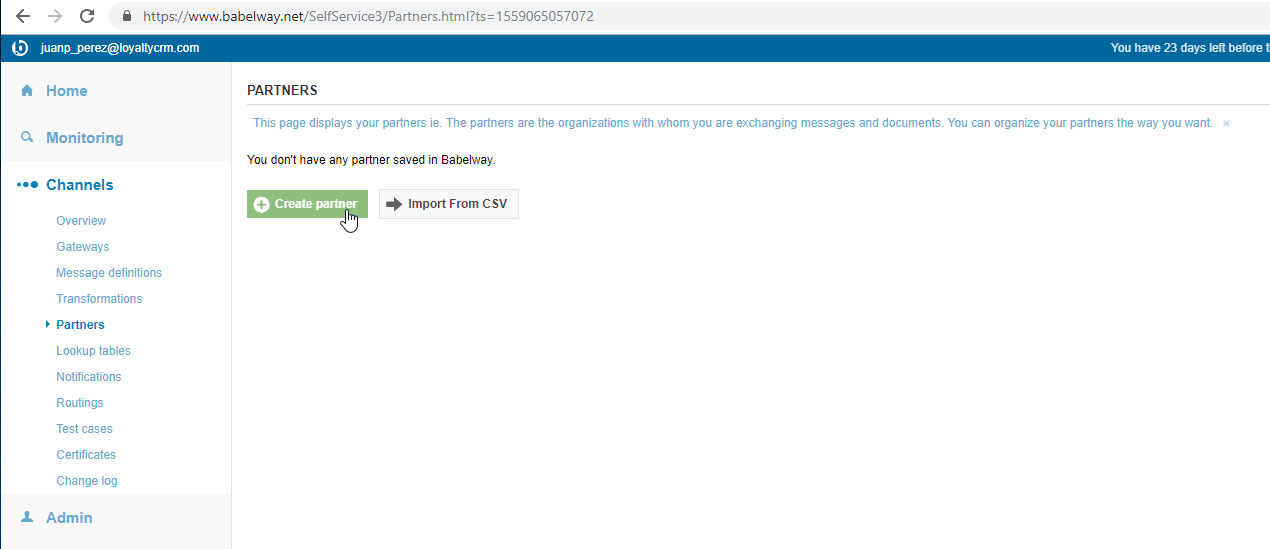 https://www.babelway.net/SelfService3/Partners.html?ts=1559065057072
juanp_perez@loyaltycrm.com
You have 23 days left before t
Home
Monitoring
Channels
Overview
Gateways
Message definitions
Transformations
Partners
Lookup tables
Notifications
Routings
Test cases
Certificates
Change log
Admin
PARTNERS
This page displays your partners ie. The partners are the organizations with whom you are exchanging messages and documents. You can organize your partners the way you want. ×
You don't have any partner saved in Babelway.
Create partner
Import From CSV